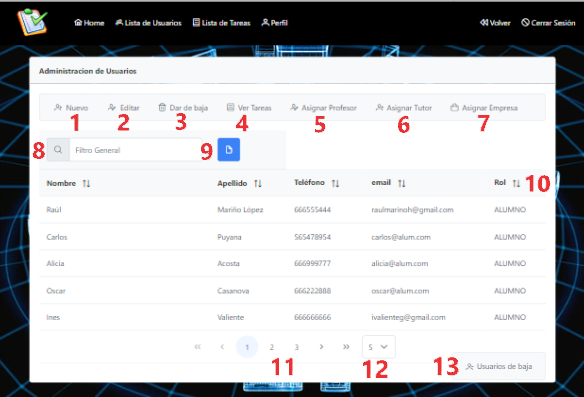 Home Lista de Usuarios Lista de Tareas Perfil Volver Cerrar Sesión
Administracion de Usuarios
Nuevo Editar Dar de baja Ver Tareas Asignar Profesor Asignar Tutor Asignar Empresa
1 2 3 4 5 6 7
8 Filtro General 9
Nombre Apellido Teléfono email Rol 10
Raúl Mariño López 666555444 raulmarinoh@gmail.com ALUMNO
Carlos Puyana 565478954 carlos@alum.com ALUMNO
Alicia Acosta 666999777 alicia@alum.com ALUMNO
Oscar Casanova 666222888 oscar@alum.com ALUMNO
Ines Valiente 666666666 ivalienteg@gmail.com ALUMNO
« ‹ 1 2 3 › » 5
11 12 13 Usuarios de baja